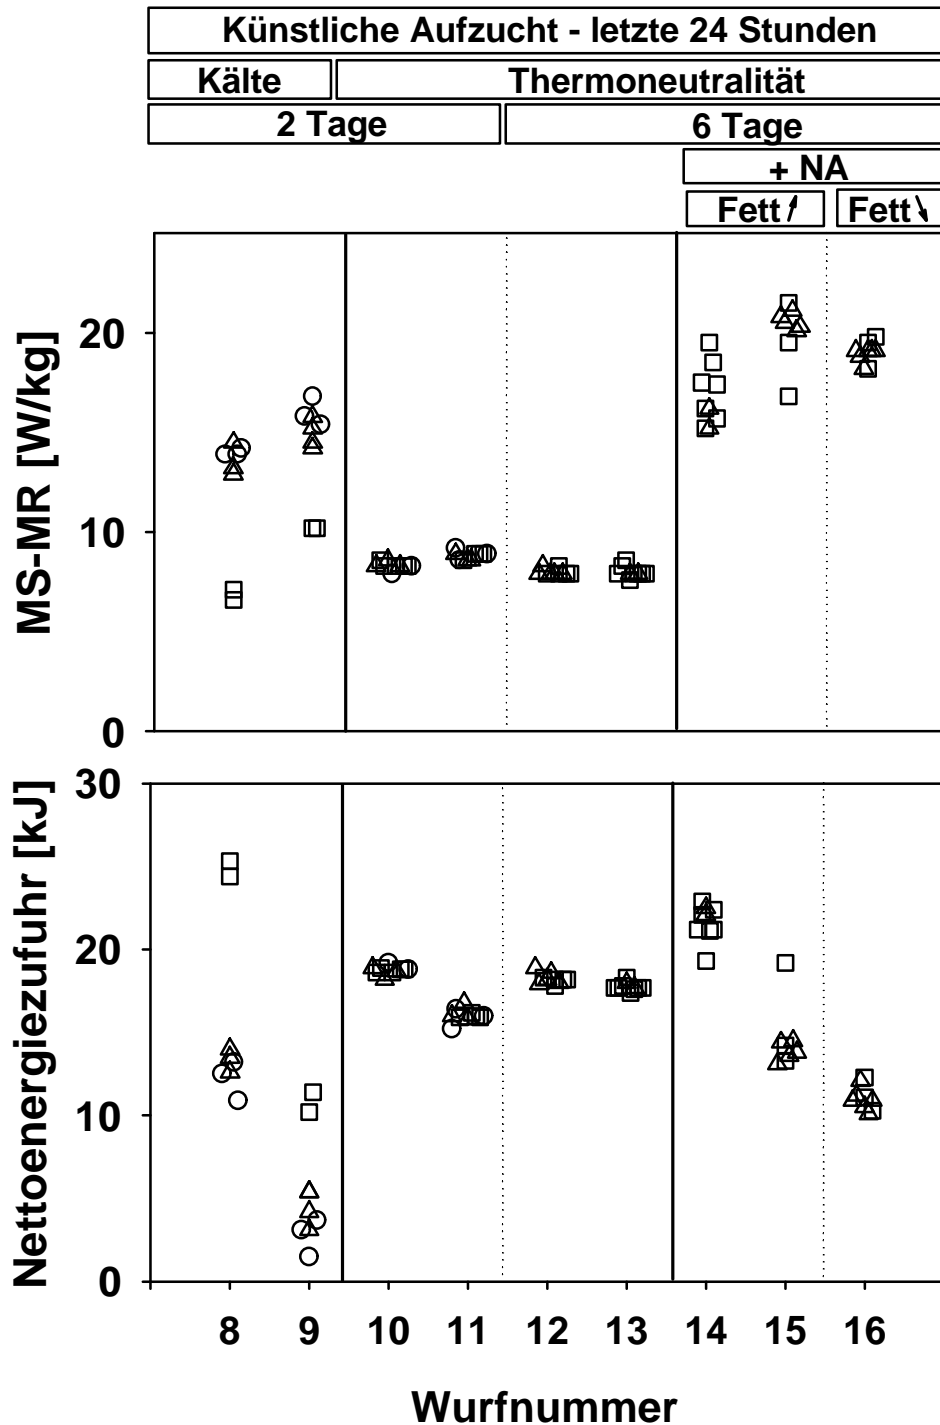 Künstliche Aufzucht - letzte 24 Stunden
Kälte Thermoneutralität
2 Tage 6 Tage
+ NA
Fett Fett
MS-MR [W/kg]
20
10
0
Nettoenergiezufuhr [kJ]
30
20
10
0
8 9 10 11 12 13 14 15 16
Wurfnummer